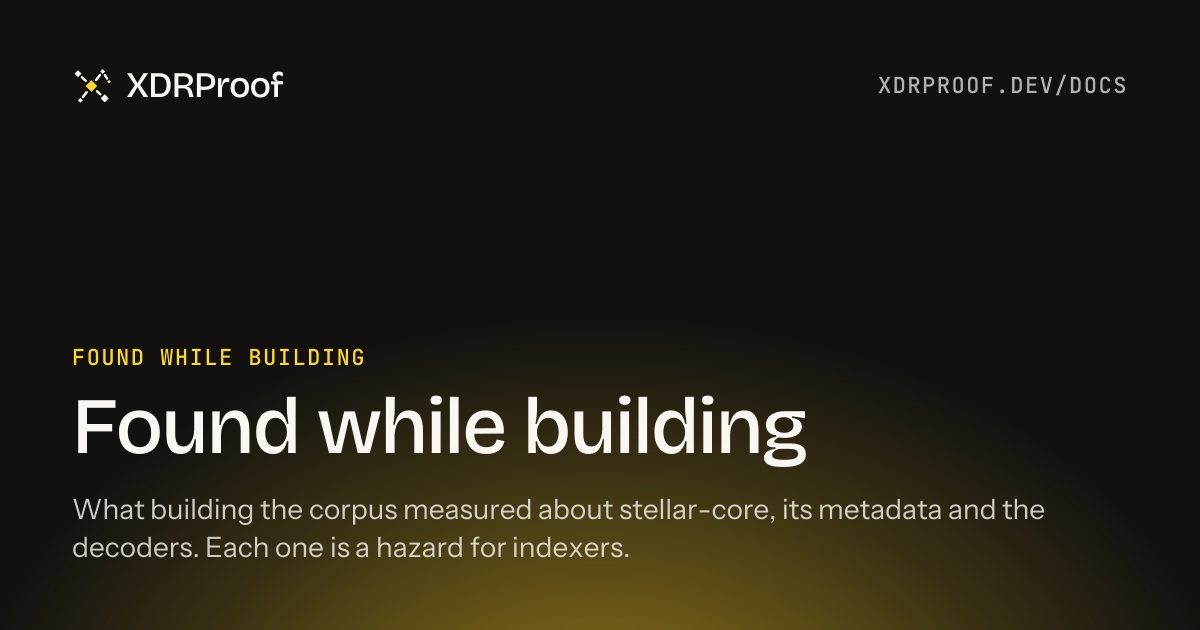 XDRProof
XDRPROOF.DEV/DOCS
FOUND WHILE BUILDING
Found while building
What building the corpus measured about stellar-core, its metadata and the
decoders. Each one is a hazard for indexers.